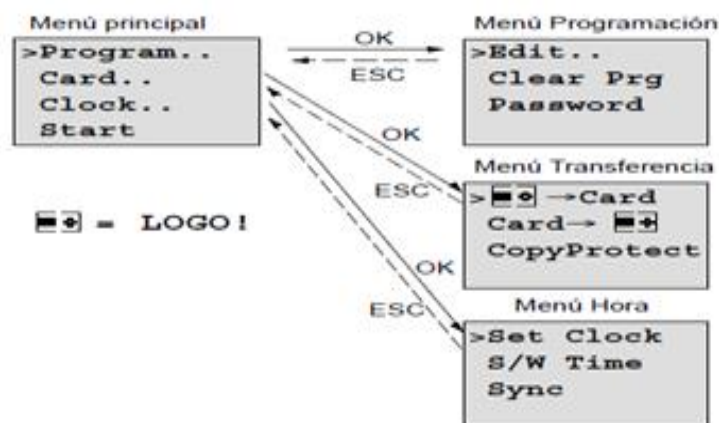 Menú principal
>Program..
Card..
Clock..
Start
OK
ESC
Menú Programación
>Edit..
Clear Prg
Password
OK
ESC
Menú Transferencia
> →Card
Card→
CopyProtect
= LOGO!
OK
ESC
Menú Hora
>Set Clock
S/W Time
Sync